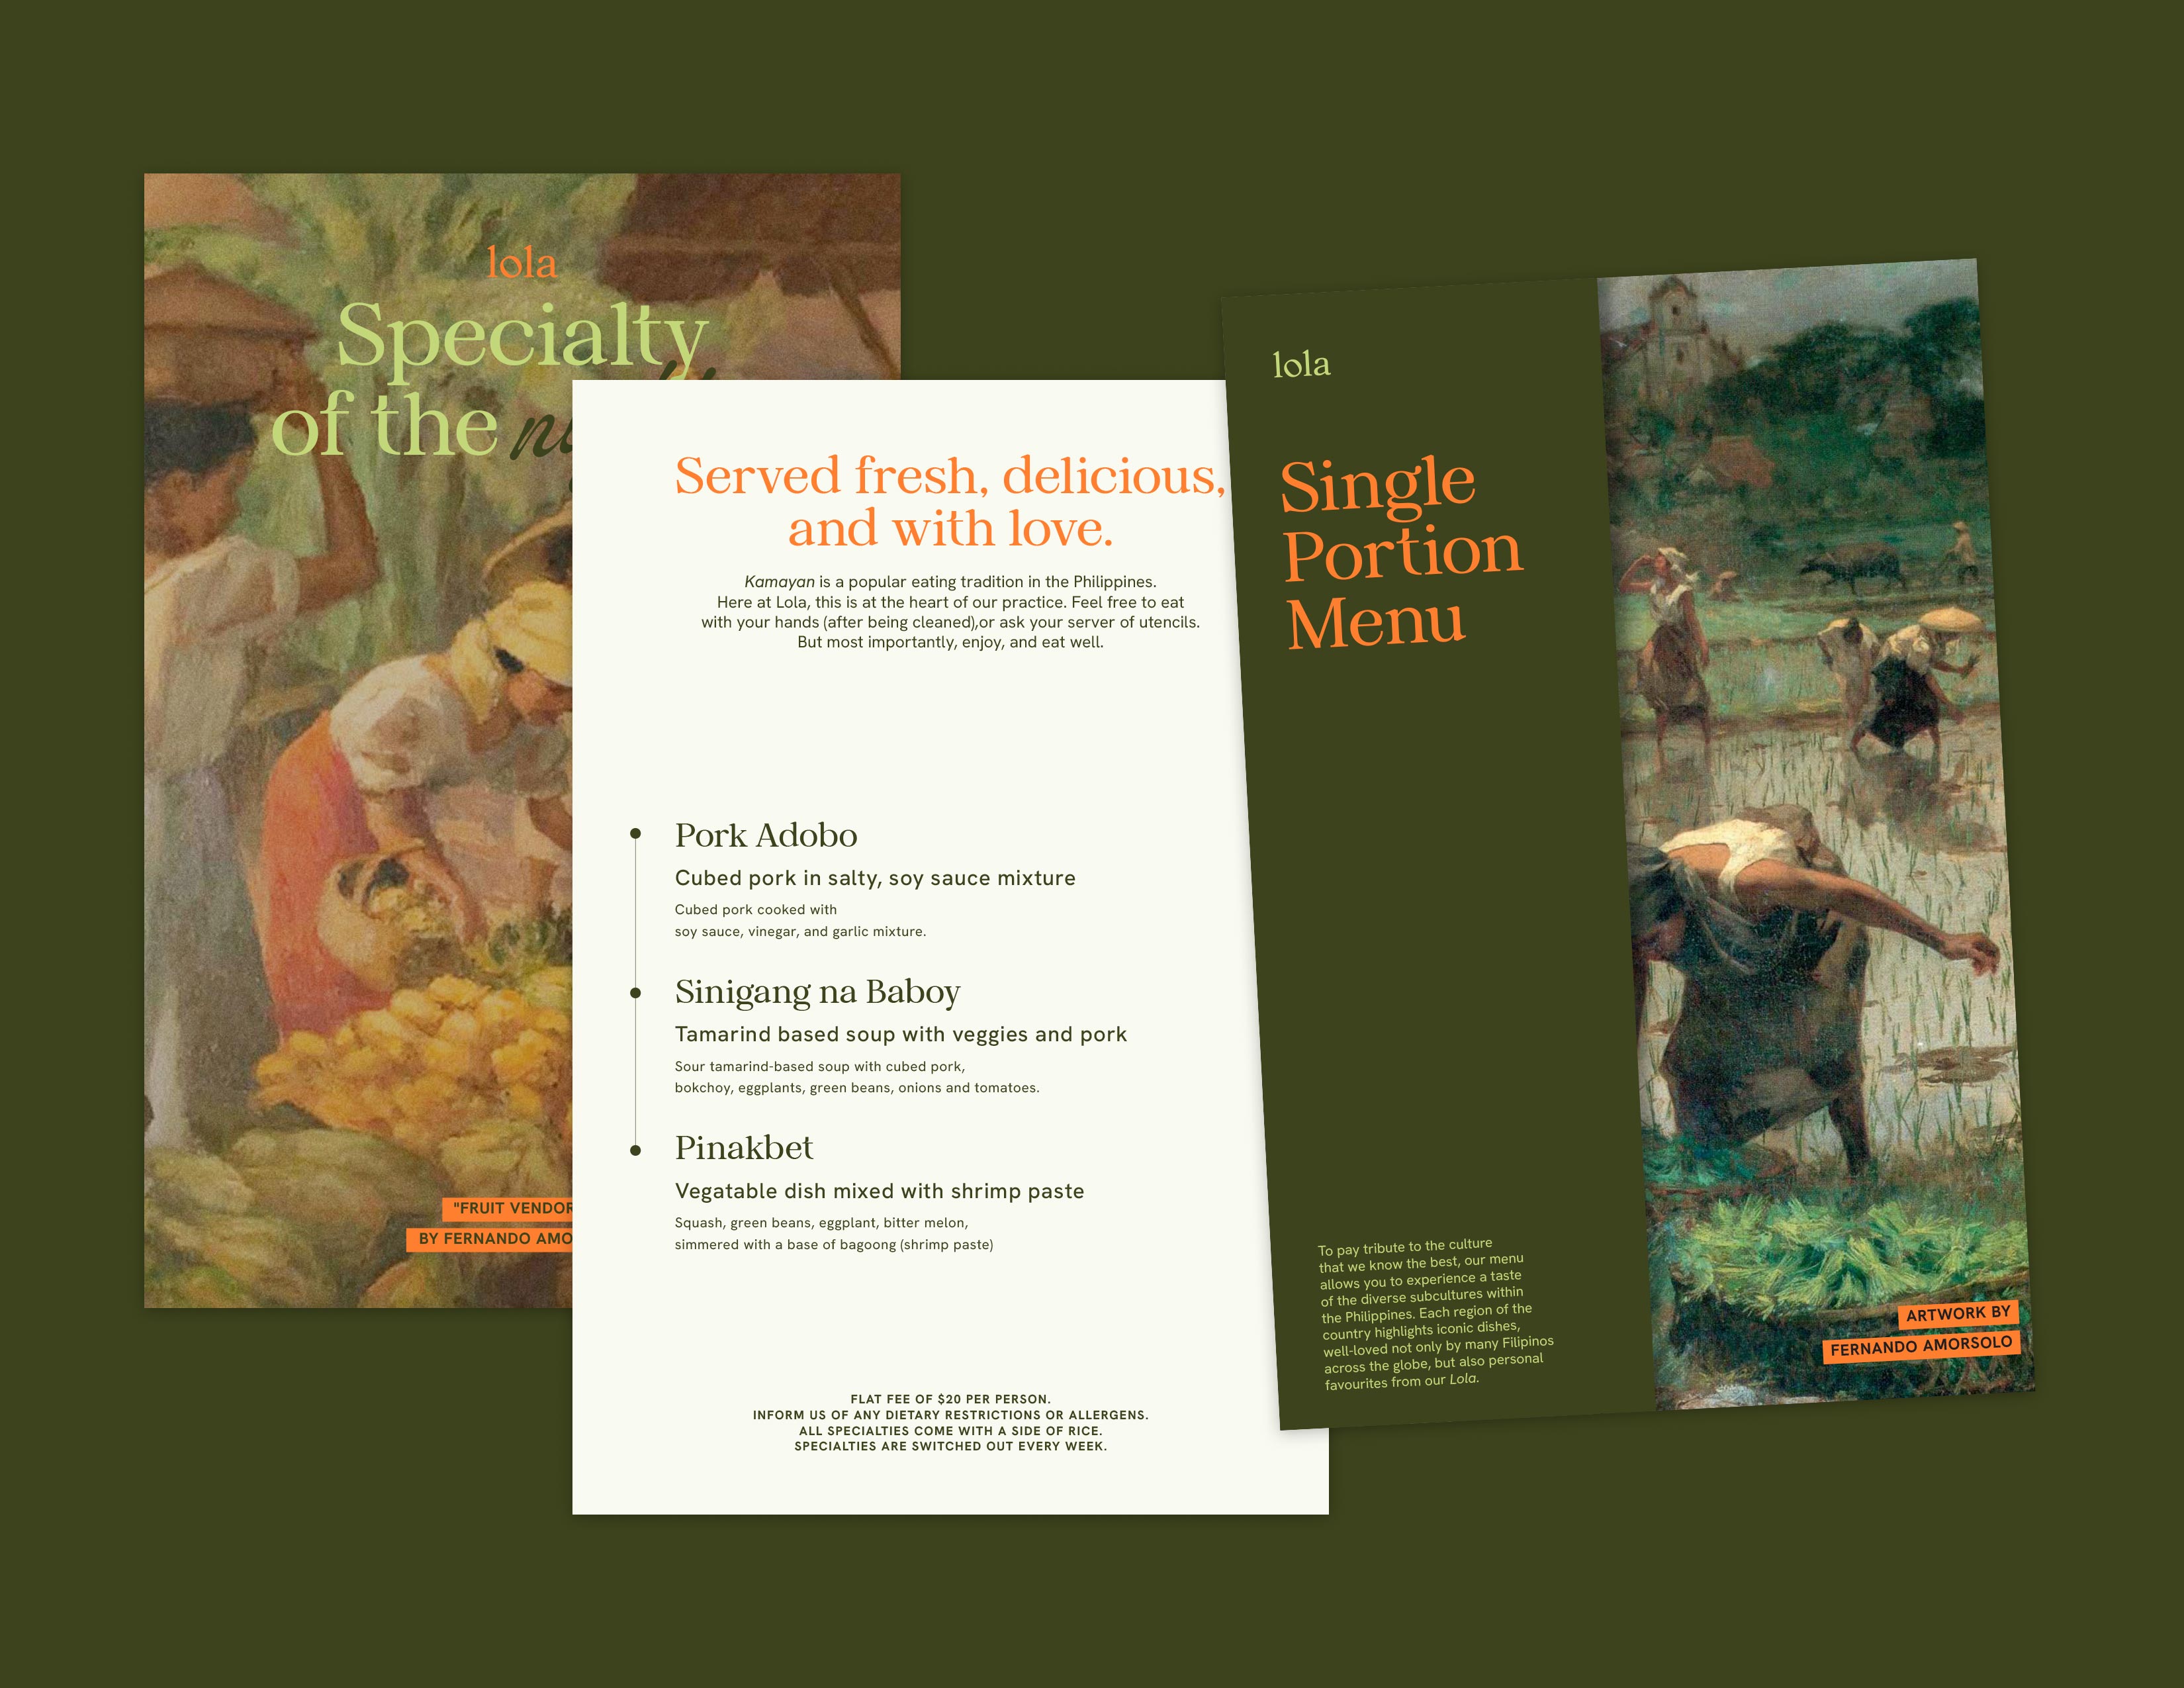 lola
Specialty
of the
"FRUIT VENDOR
BY FERNANDO AMO
Served fresh, delicious,
and with love.
Kamayan is a popular eating tradition in the Philippines.
Here at Lola, this is at the heart of our practice. Feel free to eat
with your hands (after being cleaned),or ask your server of utencils.
But most importantly, enjoy, and eat well.
Pork Adobo
Cubed pork in salty, soy sauce mixture
Cubed pork cooked with
soy sauce, vinegar, and garlic mixture.
Sinigang na Baboy
Tamarind based soup with veggies and pork
Sour tamarind-based soup with cubed pork,
bokchoy, eggplants, green beans, onions and tomatoes.
Pinakbet
Vegatable dish mixed with shrimp paste
Squash, green beans, eggplant, bitter melon,
simmered with a base of bagoong (shrimp paste)
FLAT FEE OF $20 PER PERSON.
INFORM US OF ANY DIETARY RESTRICTIONS OR ALLERGENS.
ALL SPECIALTIES COME WITH A SIDE OF RICE.
SPECIALTIES ARE SWITCHED OUT EVERY WEEK.
lola
Single
Portion
Menu
To pay tribute to the culture
that we know the best, our menu
allows you to experience a taste
of the diverse subcultures within
the Philippines. Each region of the
country highlights iconic dishes,
well-loved not only by many Filipinos
across the globe, but also personal
favourites from our Lola.
ARTWORK BY
FERNANDO AMORSOLO